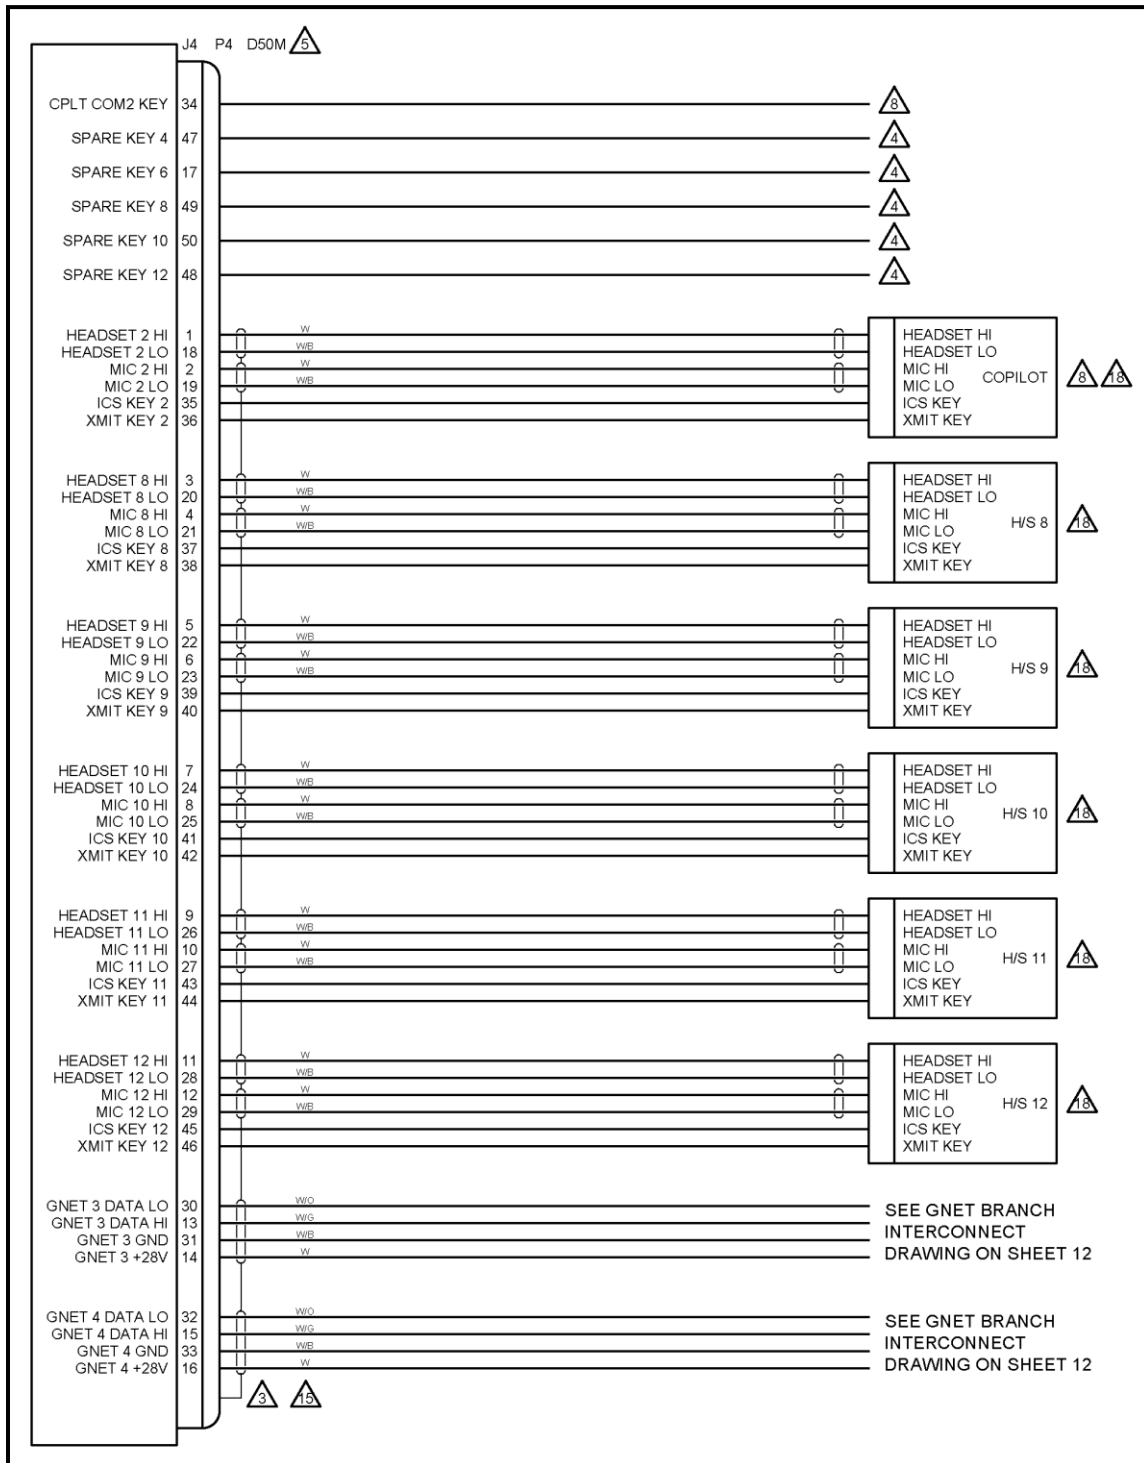 J4 P4 D50M 5
CPLT COM2 KEY 34 8
SPARE KEY 4 47 4
SPARE KEY 6 17 4
SPARE KEY 8 49 4
SPARE KEY 10 50 4
SPARE KEY 12 48 4
HEADSET 2 HI 1 W HEADSET HI
HEADSET 2 LO 18 W/B HEADSET LO
MIC 2 HI 2 W MIC HI
COPILOT 8 18
MIC 2 LO 19 W/B MIC LO
ICS KEY 2 35 ICS KEY
XMIT KEY 2 36 XMIT KEY
HEADSET 8 HI 3 W HEADSET HI
HEADSET 8 LO 20 W/B HEADSET LO
MIC 8 HI 4 W MIC HI
H/S 8 18
MIC 8 LO 21 W/B MIC LO
ICS KEY 8 37 ICS KEY
XMIT KEY 8 38 XMIT KEY
HEADSET 9 HI 5 W HEADSET HI
HEADSET 9 LO 22 W/B HEADSET LO
MIC 9 HI 6 W MIC HI
H/S 9 18
MIC 9 LO 23 W/B MIC LO
ICS KEY 9 39 ICS KEY
XMIT KEY 9 40 XMIT KEY
HEADSET 10 HI 7 W HEADSET HI
HEADSET 10 LO 24 W/B HEADSET LO
MIC 10 HI 8 W MIC HI
H/S 10 18
MIC 10 LO 25 W/B MIC LO
ICS KEY 10 41 ICS KEY
XMIT KEY 10 42 XMIT KEY
HEADSET 11 HI 9 W HEADSET HI
HEADSET 11 LO 26 W/B HEADSET LO
MIC 11 HI 10 W MIC HI
H/S 11 18
MIC 11 LO 27 W/B MIC LO
ICS KEY 11 43 ICS KEY
XMIT KEY 11 44 XMIT KEY
HEADSET 12 HI 11 W HEADSET HI
HEADSET 12 LO 28 W/B HEADSET LO
MIC 12 HI 12 W MIC HI
H/S 12 18
MIC 12 LO 29 W/B MIC LO
ICS KEY 12 45 ICS KEY
XMIT KEY 12 46 XMIT KEY
GNET 3 DATA LO 30 W/O
GNET 3 DATA HI 13 W/G
GNET 3 GND 31 W/B
GNET 3 +28V 14 W
SEE GNET BRANCH
INTERCONNECT
DRAWING ON SHEET 12
GNET 4 DATA LO 32 W/O
GNET 4 DATA HI 15 W/G
GNET 4 GND 33 W/B
GNET 4 +28V 16 W
SEE GNET BRANCH
INTERCONNECT
DRAWING ON SHEET 12
3 15